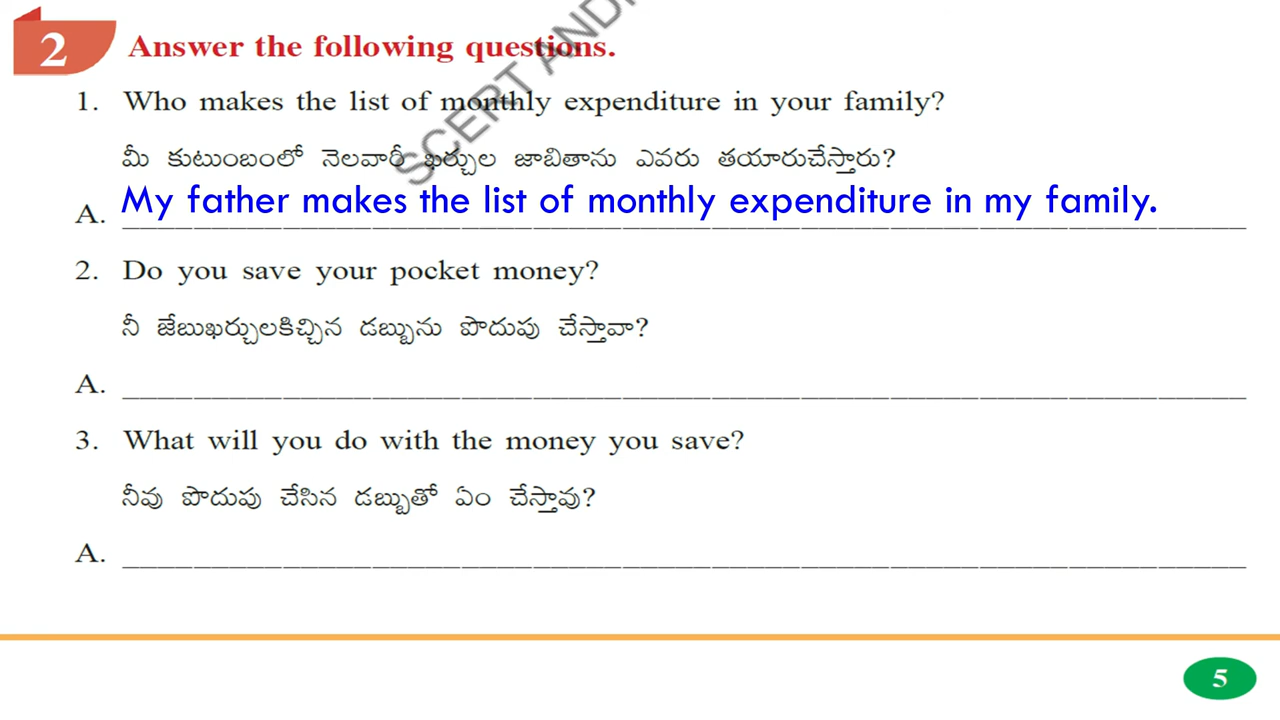 2 Answer the following questions.
SCERT ANDH
1. Who makes the list of monthly expenditure in your family?
మీ కుటుంబంలో నెలవారీ ఖర్చుల జాబితాను ఎవరు తయారుచేస్తారు?
A. My father makes the list of monthly expenditure in my family.
2. Do you save your pocket money?
నీ జేబుఖర్చులకిచ్చిన డబ్బును పొదుపు చేస్తావా?
A.
3. What will you do with the money you save?
నీవు పొదుపు చేసిన డబ్బుతో ఏం చేస్తావు?
A.
5